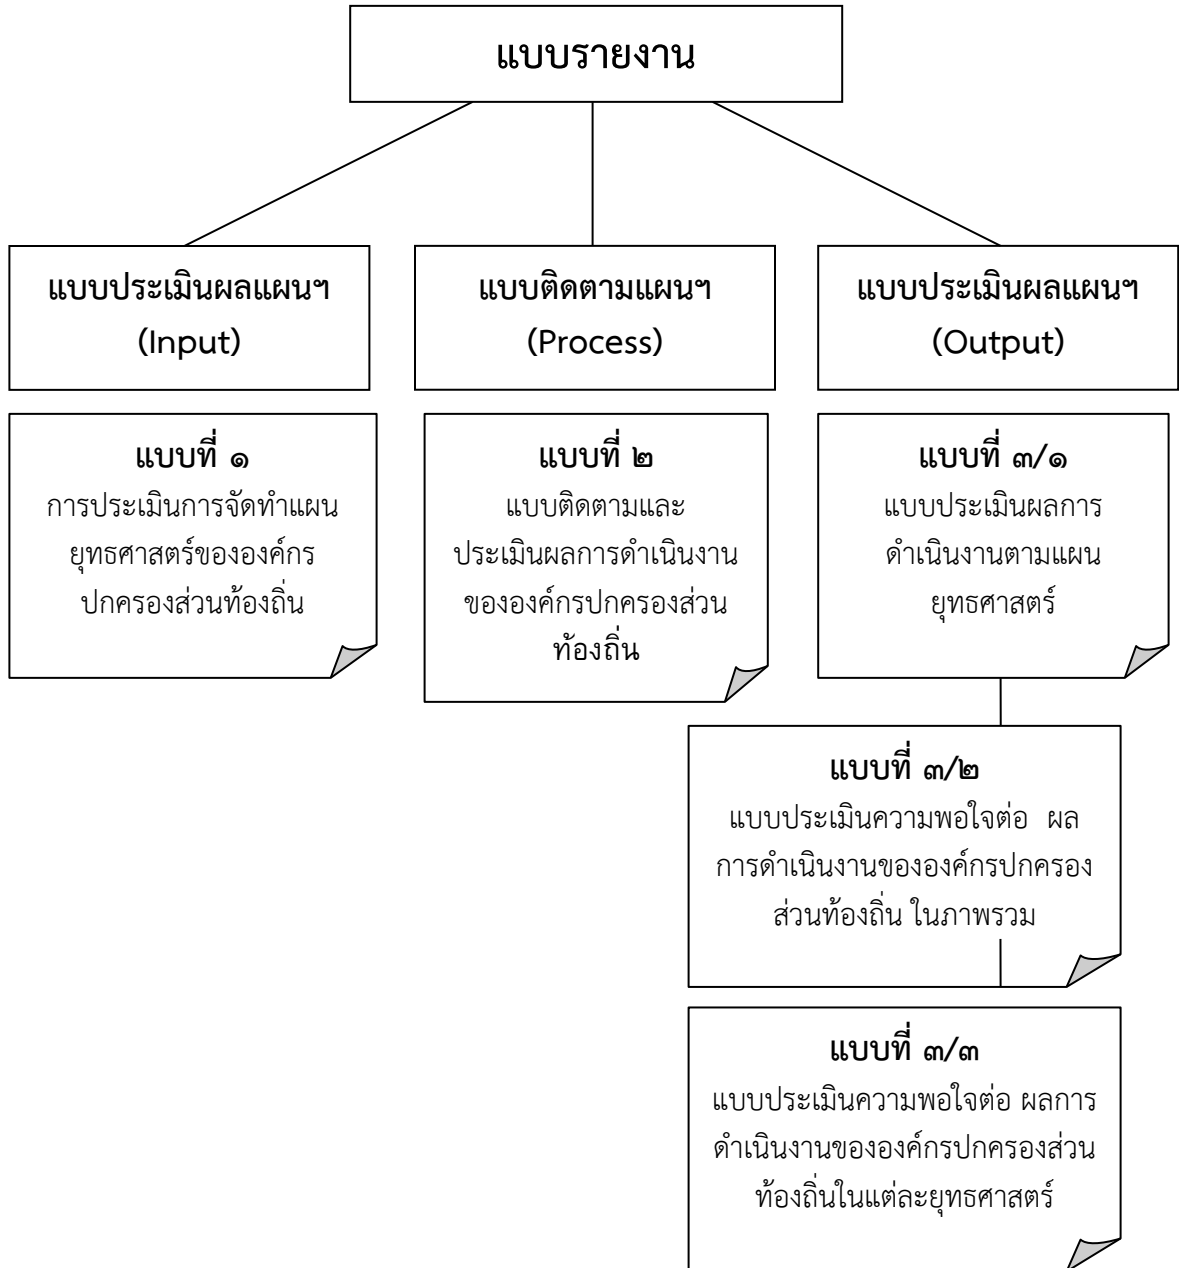 แบบรายงาน
แบบประเมินผลแผนฯ
(Input)
แบบติดตามแผนฯ
(Process)
แบบประเมินผลแผนฯ
(Output)
แบบที่ ๑
การประเมินการจัดทำแผน
ยุทธศาสตร์ขององค์กร
ปกครองส่วนท้องถิ่น
แบบที่ ๒
แบบติดตามและ
ประเมินผลการดำเนินงาน
ขององค์กรปกครองส่วน
ท้องถิ่น
แบบที่ ๓/๑
แบบประเมินผลการ
ดำเนินงานตามแผน
ยุทธศาสตร์
แบบที่ ๓/๒
แบบประเมินความพอใจต่อ ผล
การดำเนินงานขององค์กรปกครอง
ส่วนท้องถิ่น ในภาพรวม
แบบที่ ๓/๓
แบบประเมินความพอใจต่อ ผลการ
ดำเนินงานขององค์กรปกครองส่วน
ท้องถิ่นในแต่ละยุทธศาสตร์